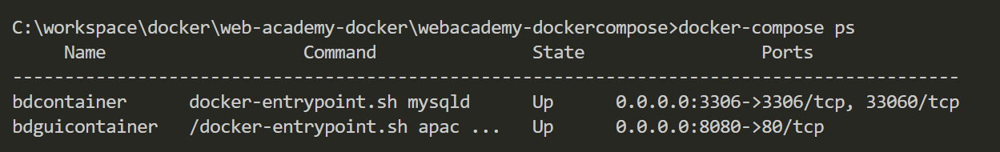 C:\workspace\docker\web-academy-docker\webacademy-dockercompose>docker-compose ps
Name Command State Ports
-------------------------------------------------------------------------------------------
bdcontainer docker-entrypoint.sh mysqld Up 0.0.0.0:3306->3306/tcp, 33060/tcp
bdguicontainer /docker-entrypoint.sh apac ... Up 0.0.0.0:8080->80/tcp